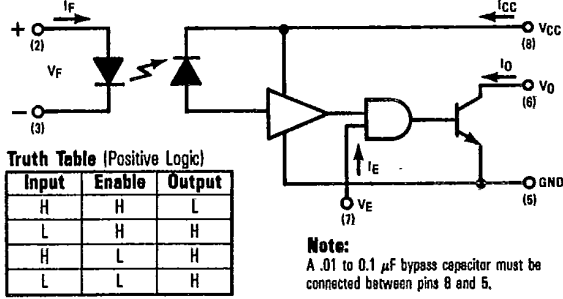 IF
ICC
+
(2)
VCC
(8)
VF
IO
VO
(6)
–
(3)
IE
GND
(5)
VE
(7)
Truth Table (Positive Logic)
Input Enable Output
H H L
L H H
H L H
L L H
Note:
A .01 to 0.1 μF bypass capacitor must be
connected between pins 8 and 5.